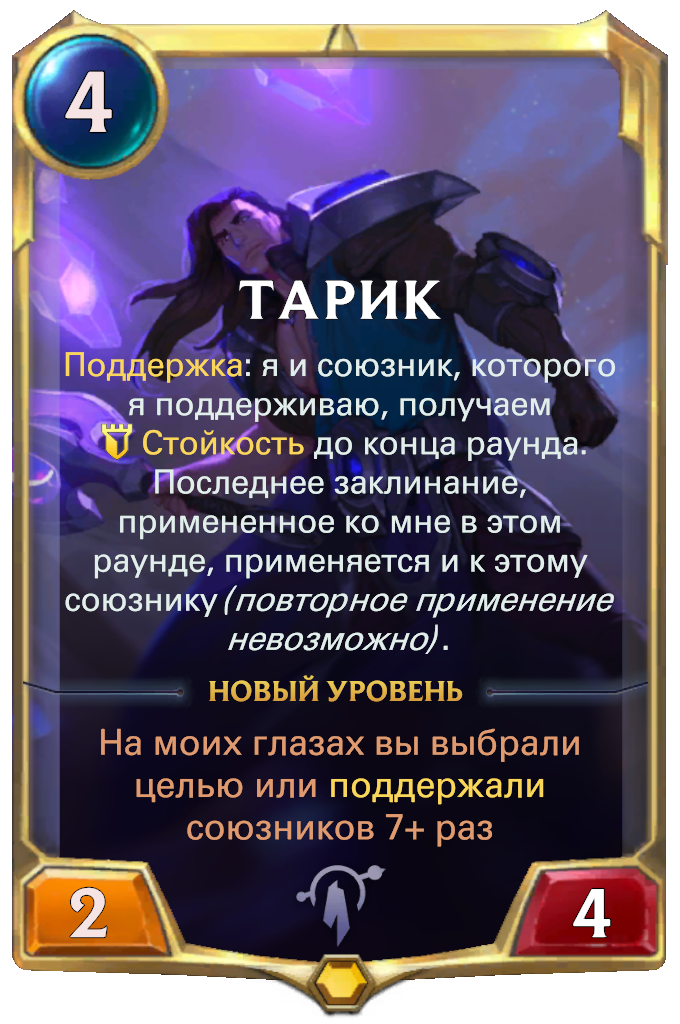 4
ТАРИК
Поддержка: я и союзник, которого
я поддерживаю, получаем
Стойкость до конца раунда.
Последнее заклинание,
примененное ко мне в этом
раунде, применяется и к этому
союзнику (повторное применение
невозможно).
НОВЫЙ УРОВЕНЬ
На моих глазах вы выбрали
целью или поддержали
союзников 7+ раз
2
4